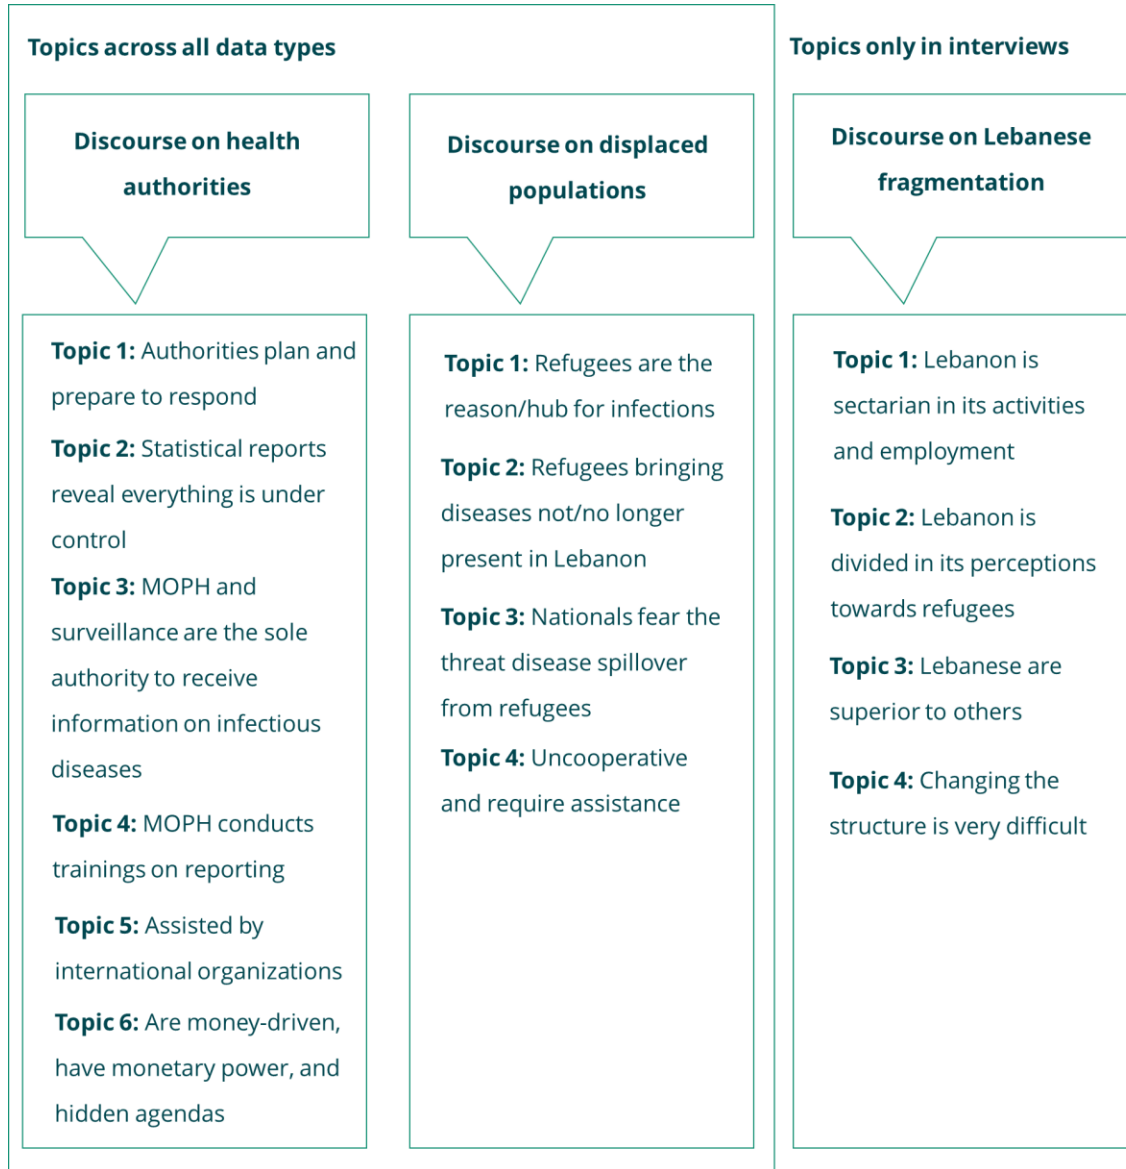 Topics across all data types
Discourse on health
authorities
Topic 1: Authorities plan and
prepare to respond
Topic 2: Statistical reports
reveal everything is under
control
Topic 3: MOPH and
surveillance are the sole
authority to receive
information on infectious
diseases
Topic 4: MOPH conducts
trainings on reporting
Topic 5: Assisted by
international organizations
Topic 6: Are money-driven,
have monetary power, and
hidden agendas
Discourse on displaced
populations
Topic 1: Refugees are the
reason/hub for infections
Topic 2: Refugees bringing
diseases not/no longer
present in Lebanon
Topic 3: Nationals fear the
threat disease spillover
from refugees
Topic 4: Uncooperative
and require assistance
Topics only in interviews
Discourse on Lebanese
fragmentation
Topic 1: Lebanon is
sectarian in its activities
and employment
Topic 2: Lebanon is
divided in its perceptions
towards refugees
Topic 3: Lebanese are
superior to others
Topic 4: Changing the
structure is very difficult